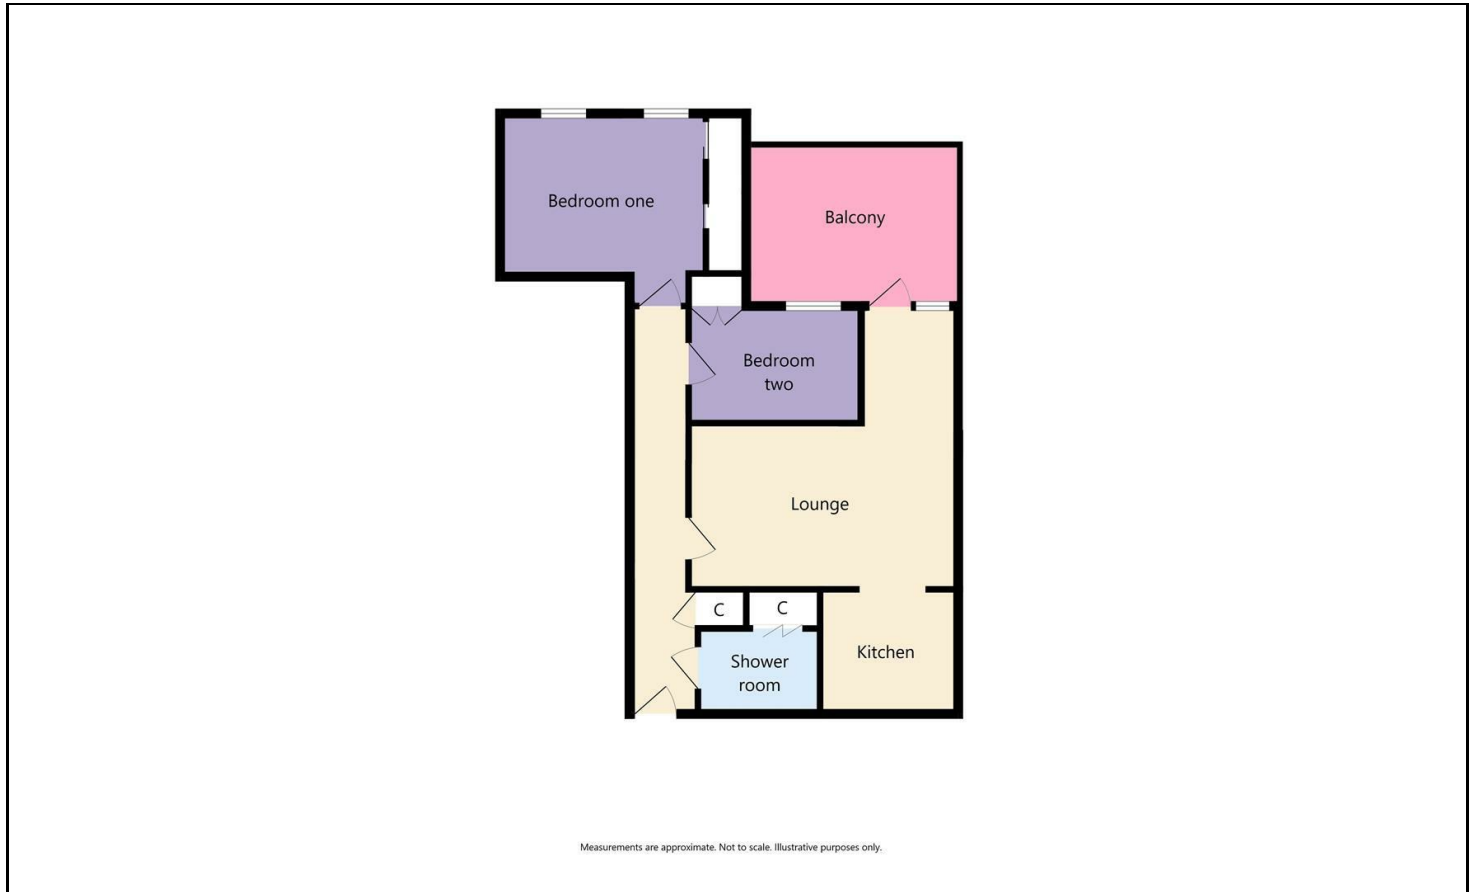 Bedroom one
Balcony
Bedroom
two
Lounge
C
C
Shower
room
Kitchen
Measurements are approximate. Not to scale. Illustrative purposes only.